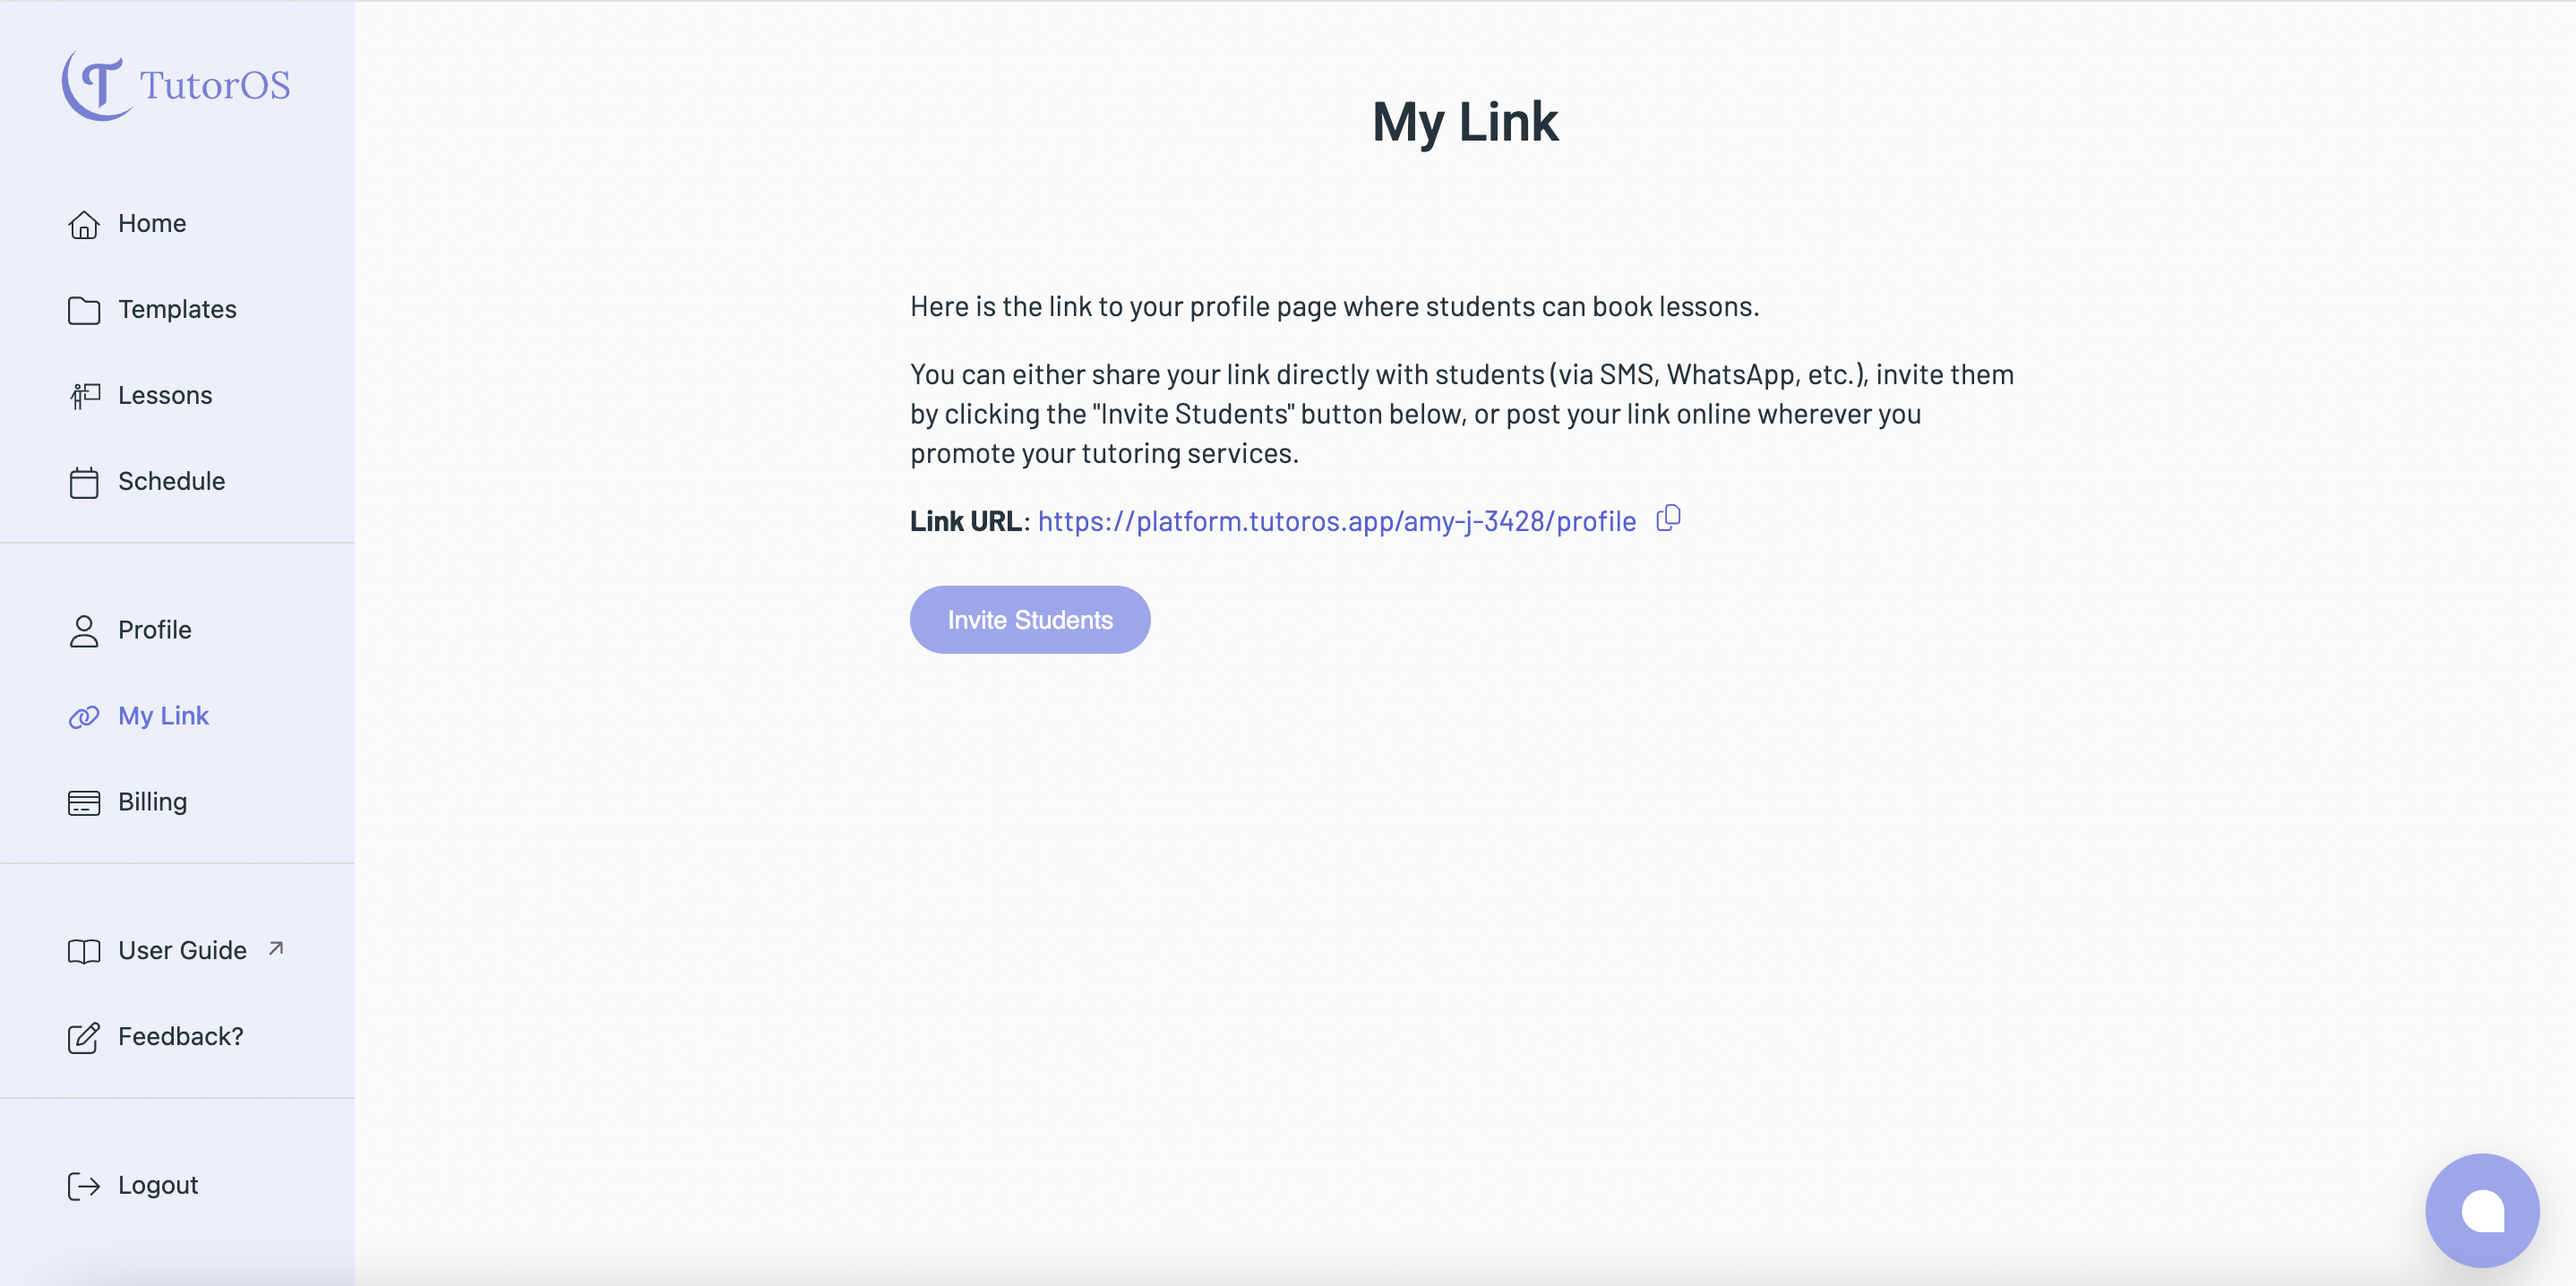 TutorOS
Home
Templates
Lessons
Schedule
Profile
My Link
Billing
User Guide
Feedback?
Logout
My Link
Here is the link to your profile page where students can book lessons.
You can either share your link directly with students (via SMS, WhatsApp, etc.), invite them
by clicking the "Invite Students" button below, or post your link online wherever you
promote your tutoring services.
Link URL: https://platform.tutoros.app/amy-j-3428/profile
Invite Students